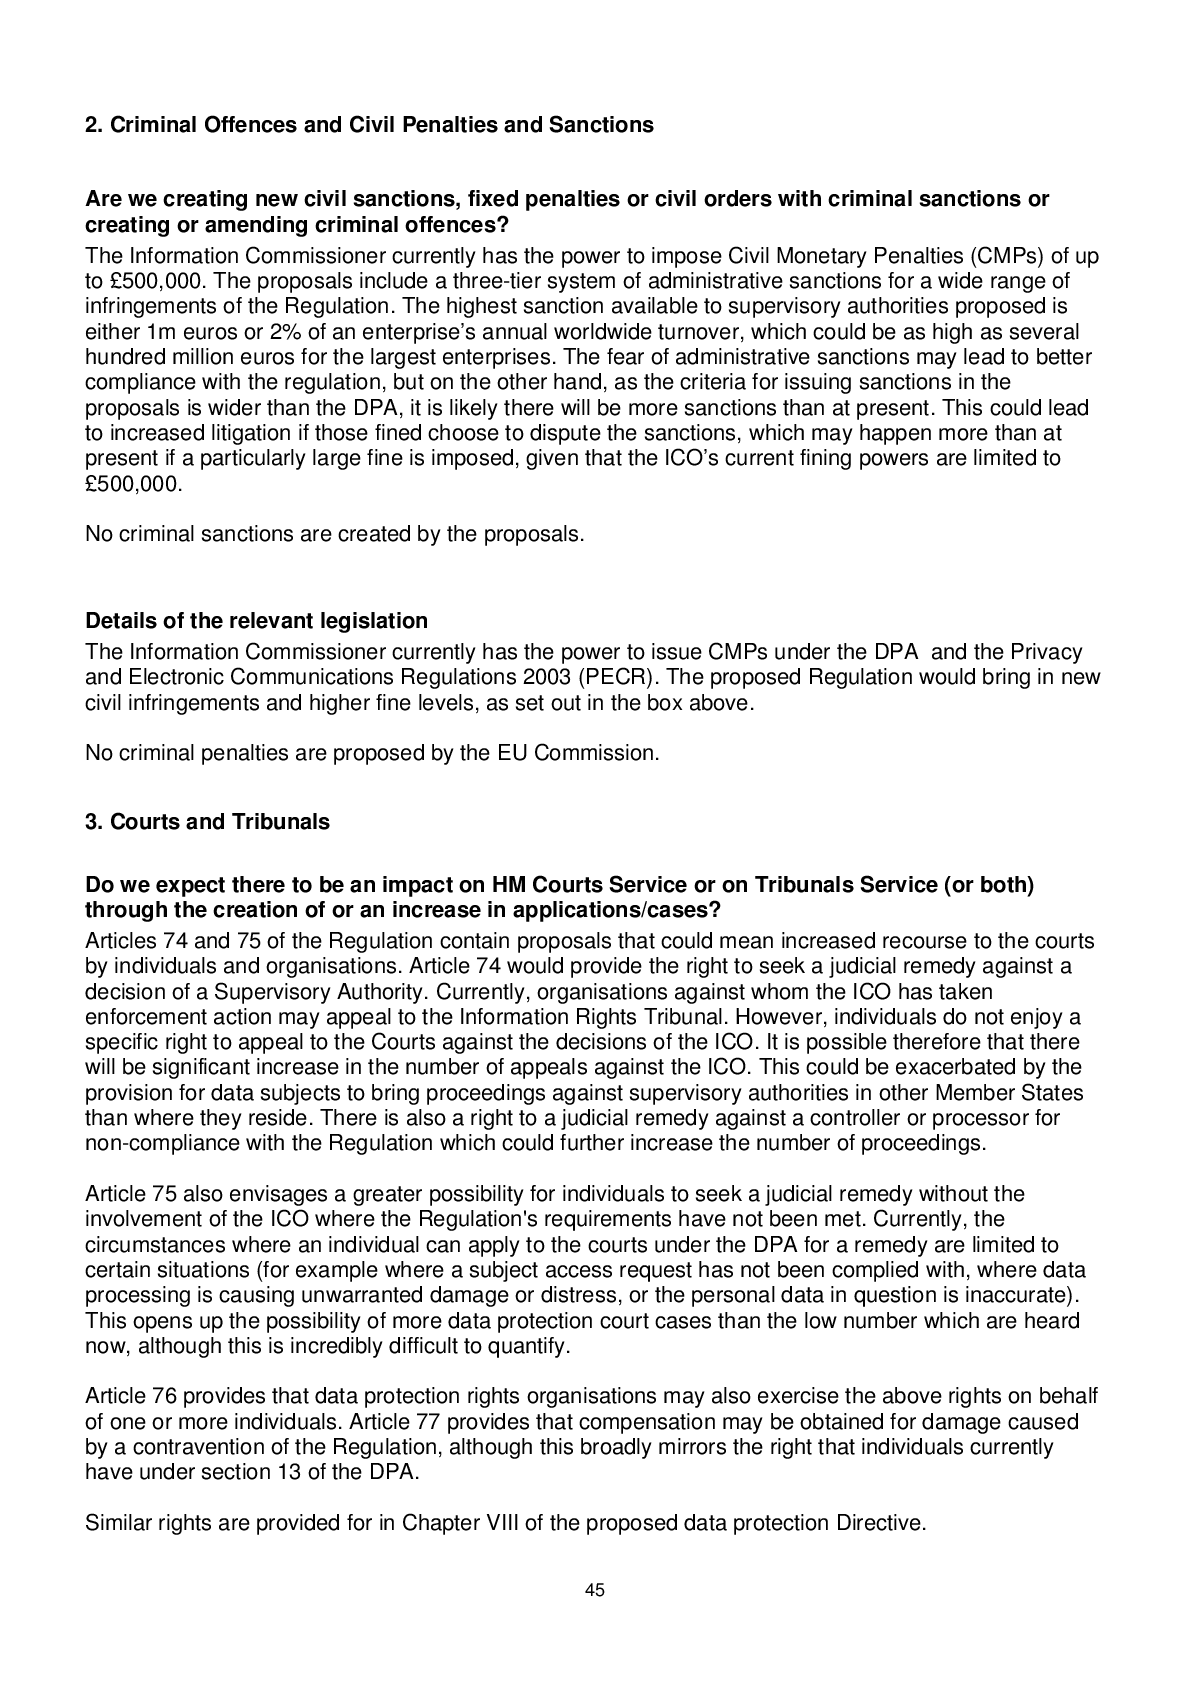 2. Criminal Offences and Civil Penalties and Sanctions
Are we creating new civil sanctions, fixed penalties or civil orders with criminal sanctions or
creating or amending criminal offences?
The Information Commissioner currently has the power to impose Civil Monetary Penalties (CMPs) of up
to £500,000. The proposals include a three-tier system of administrative sanctions for a wide range of
infringements of the Regulation. The highest sanction available to supervisory authorities proposed is
either 1m euros or 2% of an enterprise’s annual worldwide turnover, which could be as high as several
hundred million euros for the largest enterprises. The fear of administrative sanctions may lead to better
compliance with the regulation, but on the other hand, as the criteria for issuing sanctions in the
proposals is wider than the DPA, it is likely there will be more sanctions than at present. This could lead
to increased litigation if those fined choose to dispute the sanctions, which may happen more than at
present if a particularly large fine is imposed, given that the ICO’s current fining powers are limited to
£500,000.
No criminal sanctions are created by the proposals.
Details of the relevant legislation
The Information Commissioner currently has the power to issue CMPs under the DPA  and the Privacy
and Electronic Communications Regulations 2003 (PECR). The proposed Regulation would bring in new
civil infringements and higher fine levels, as set out in the box above.
No criminal penalties are proposed by the EU Commission.
3. Courts and Tribunals
Do we expect there to be an impact on HM Courts Service or on Tribunals Service (or both)
through the creation of or an increase in applications/cases?
Articles 74 and 75 of the Regulation contain proposals that could mean increased recourse to the courts
by individuals and organisations. Article 74 would provide the right to seek a judicial remedy against a
decision of a Supervisory Authority. Currently, organisations against whom the ICO has taken
enforcement action may appeal to the Information Rights Tribunal. However, individuals do not enjoy a
specific right to appeal to the Courts against the decisions of the ICO. It is possible therefore that there
will be significant increase in the number of appeals against the ICO. This could be exacerbated by the
provision for data subjects to bring proceedings against supervisory authorities in other Member States
than where they reside. There is also a right to a judicial remedy against a controller or processor for
non-compliance with the Regulation which could further increase the number of proceedings.
Article 75 also envisages a greater possibility for individuals to seek a judicial remedy without the
involvement of the ICO where the Regulation's requirements have not been met. Currently, the
circumstances where an individual can apply to the courts under the DPA for a remedy are limited to
certain situations (for example where a subject access request has not been complied with, where data
processing is causing unwarranted damage or distress, or the personal data in question is inaccurate).
This opens up the possibility of more data protection court cases than the low number which are heard
now, although this is incredibly difficult to quantify.
Article 76 provides that data protection rights organisations may also exercise the above rights on behalf
of one or more individuals. Article 77 provides that compensation may be obtained for damage caused
by a contravention of the Regulation, although this broadly mirrors the right that individuals currently
have under section 13 of the DPA.
Similar rights are provided for in Chapter VIII of the proposed data protection Directive.
45